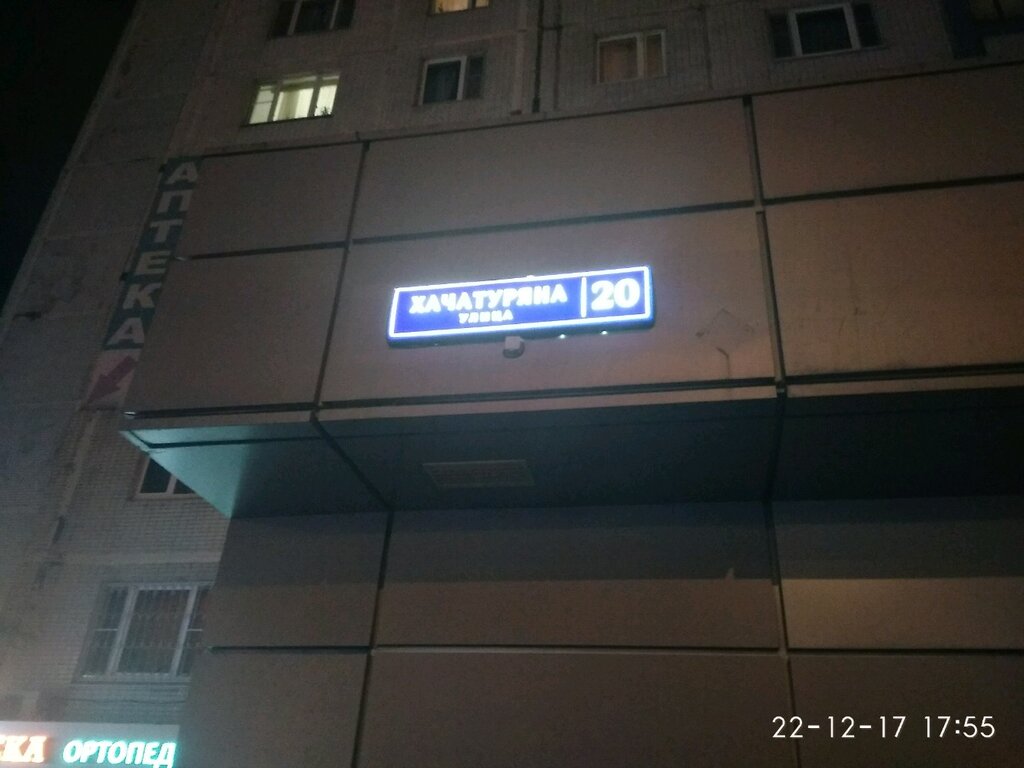 АПТЕКА
ХАЧАТУРЯНА 20
УЛИЦА
ОРТОПЕД
22-12-17 17:55